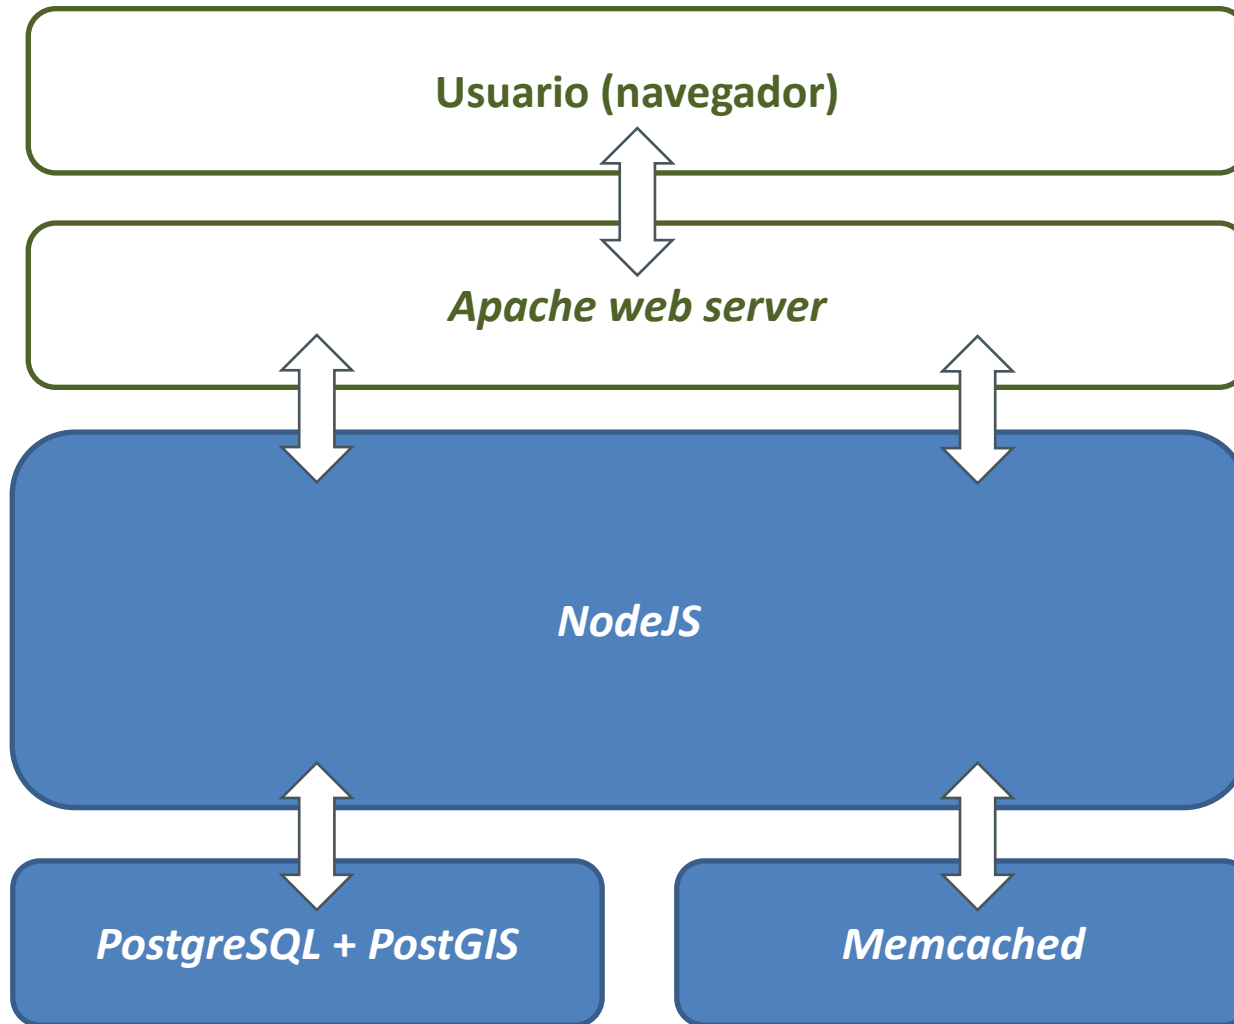 Usuario (navegador)
Apache web server
NodeJS
PostgreSQL + PostGIS
Memcached